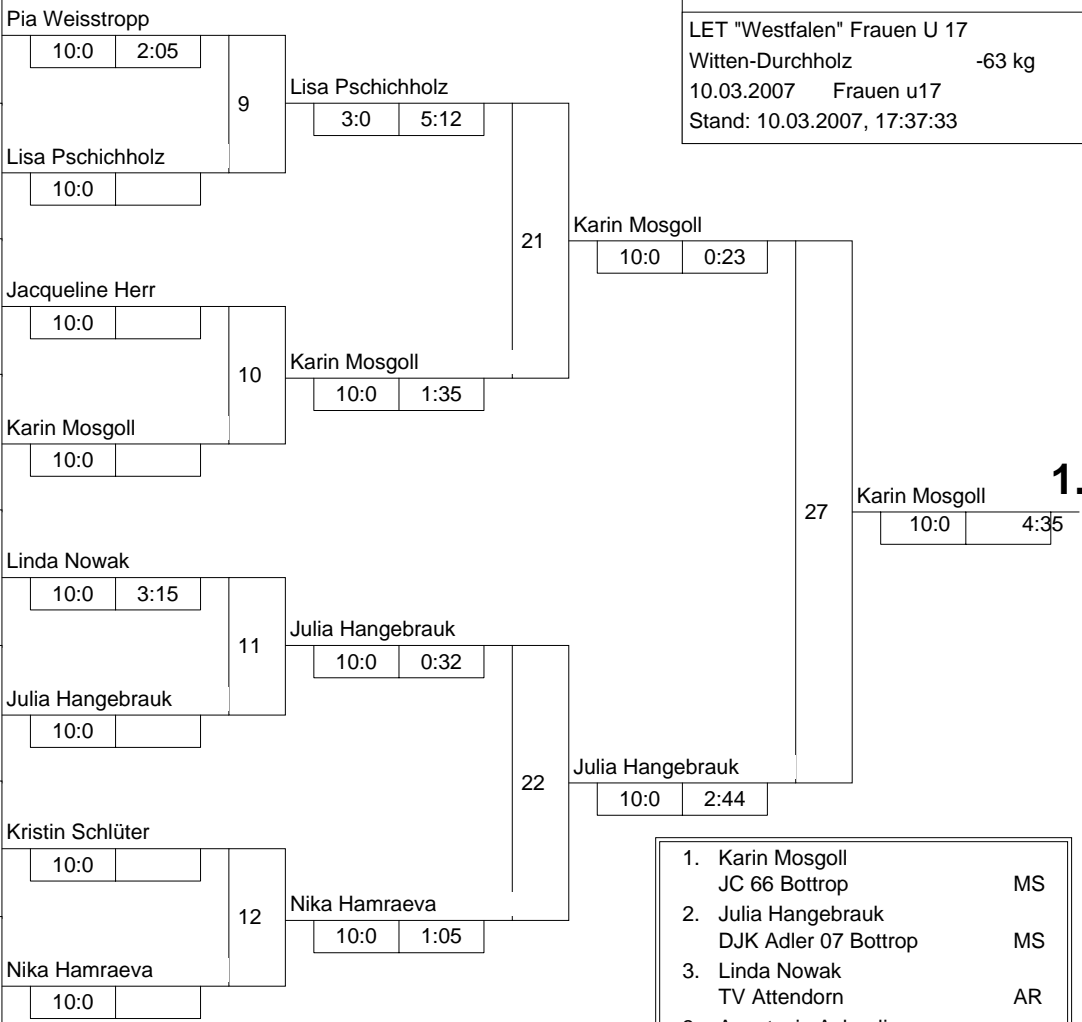 Pia Weisstropp
10:0 2:05
9
Lisa Pschichholz
3:0 5:12
Lisa Pschichholz
10:0
21
Karin Mosgoll
10:0 0:23
Jacqueline Herr
10:0
10
Karin Mosgoll
10:0 1:35
Karin Mosgoll
10:0
27
Karin Mosgoll 1.
10:0 4:35
Linda Nowak
10:0 3:15
11
Julia Hangebrauk
10:0 0:32
Julia Hangebrauk
10:0
22
Julia Hangebrauk
10:0 2:44
Kristin Schlüter
10:0
12
Nika Hamraeva
10:0 1:05
Nika Hamraeva
10:0
LET "Westfalen" Frauen U 17
Witten-Durchholz -63 kg
10.03.2007 Frauen u17
Stand: 10.03.2007, 17:37:33
1. Karin Mosgoll
JC 66 Bottrop MS
2. Julia Hangebrauk
DJK Adler 07 Bottrop MS
3. Linda Nowak
TV Attendorn AR